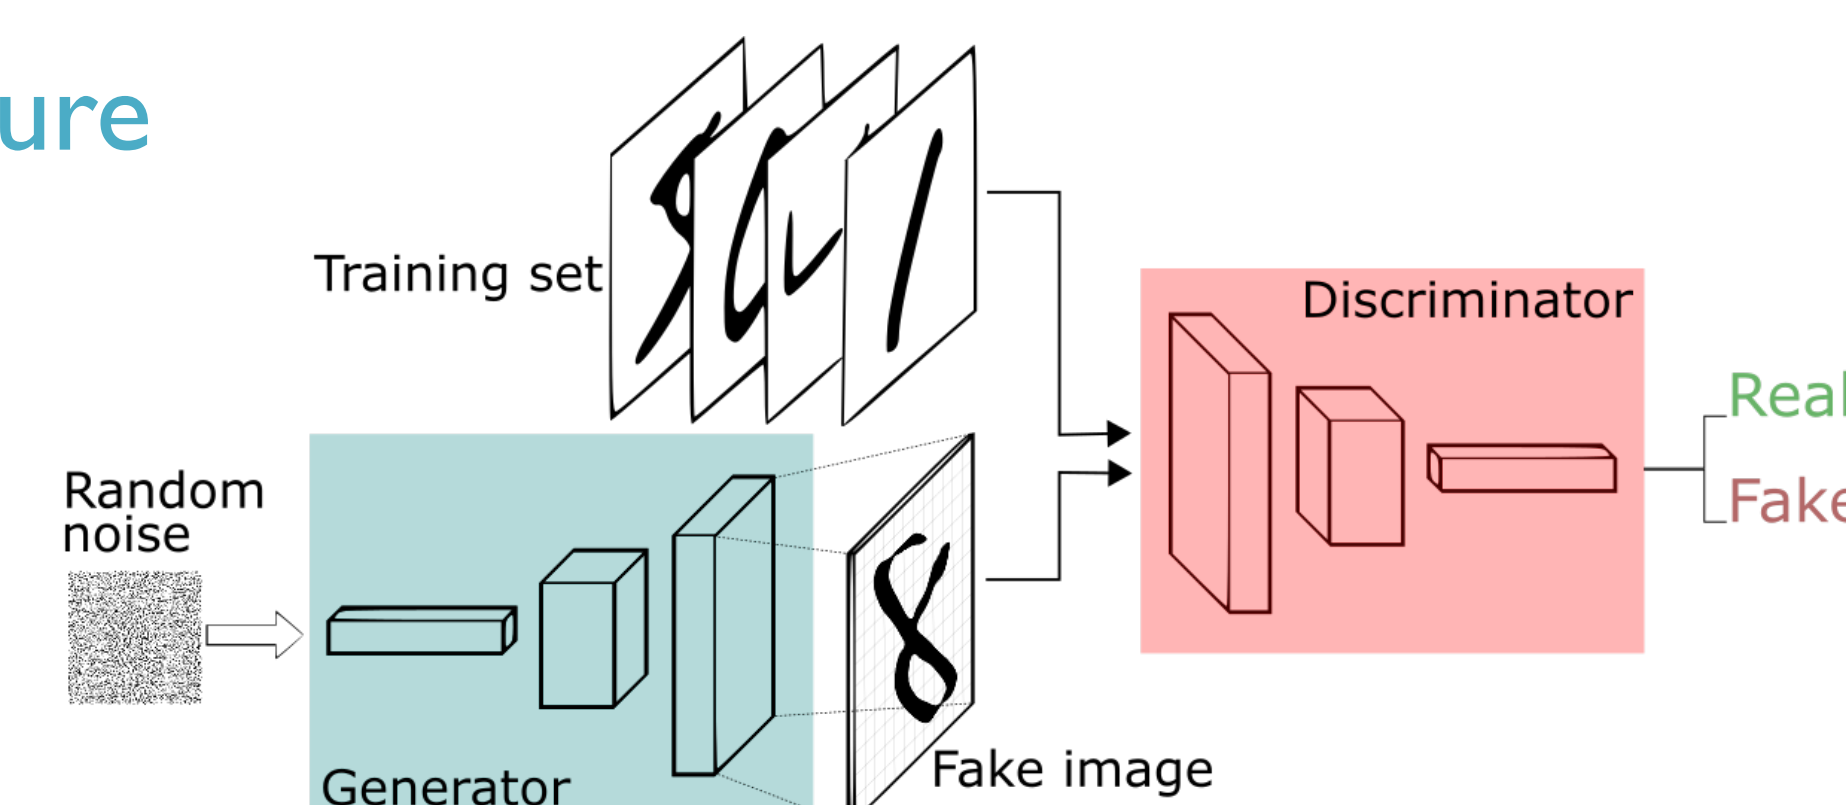 ure
Training set
Discriminator
Real
Fake
Random
noise
Generator
Fake image